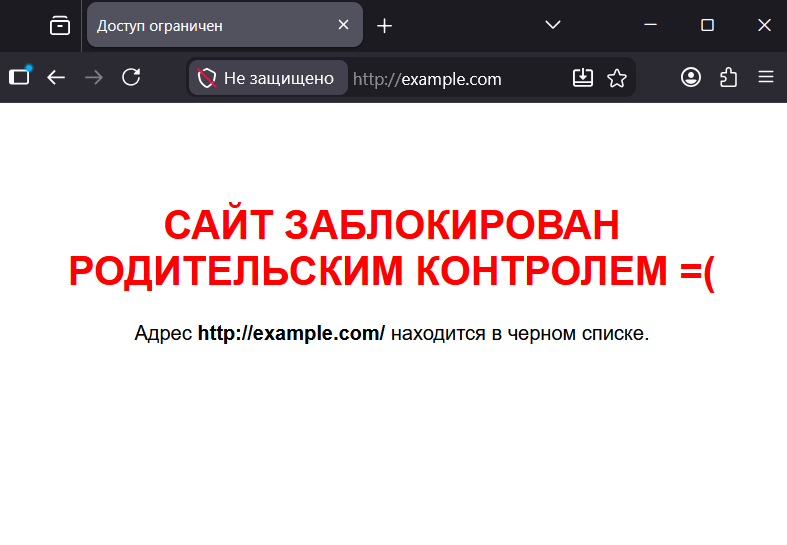 Доступ ограничен
Не защищено http://example.com
САЙТ ЗАБЛОКИРОВАН
РОДИТЕЛЬСКИМ КОНТРОЛЕМ =(
Адрес http://example.com/ находится в черном списке.